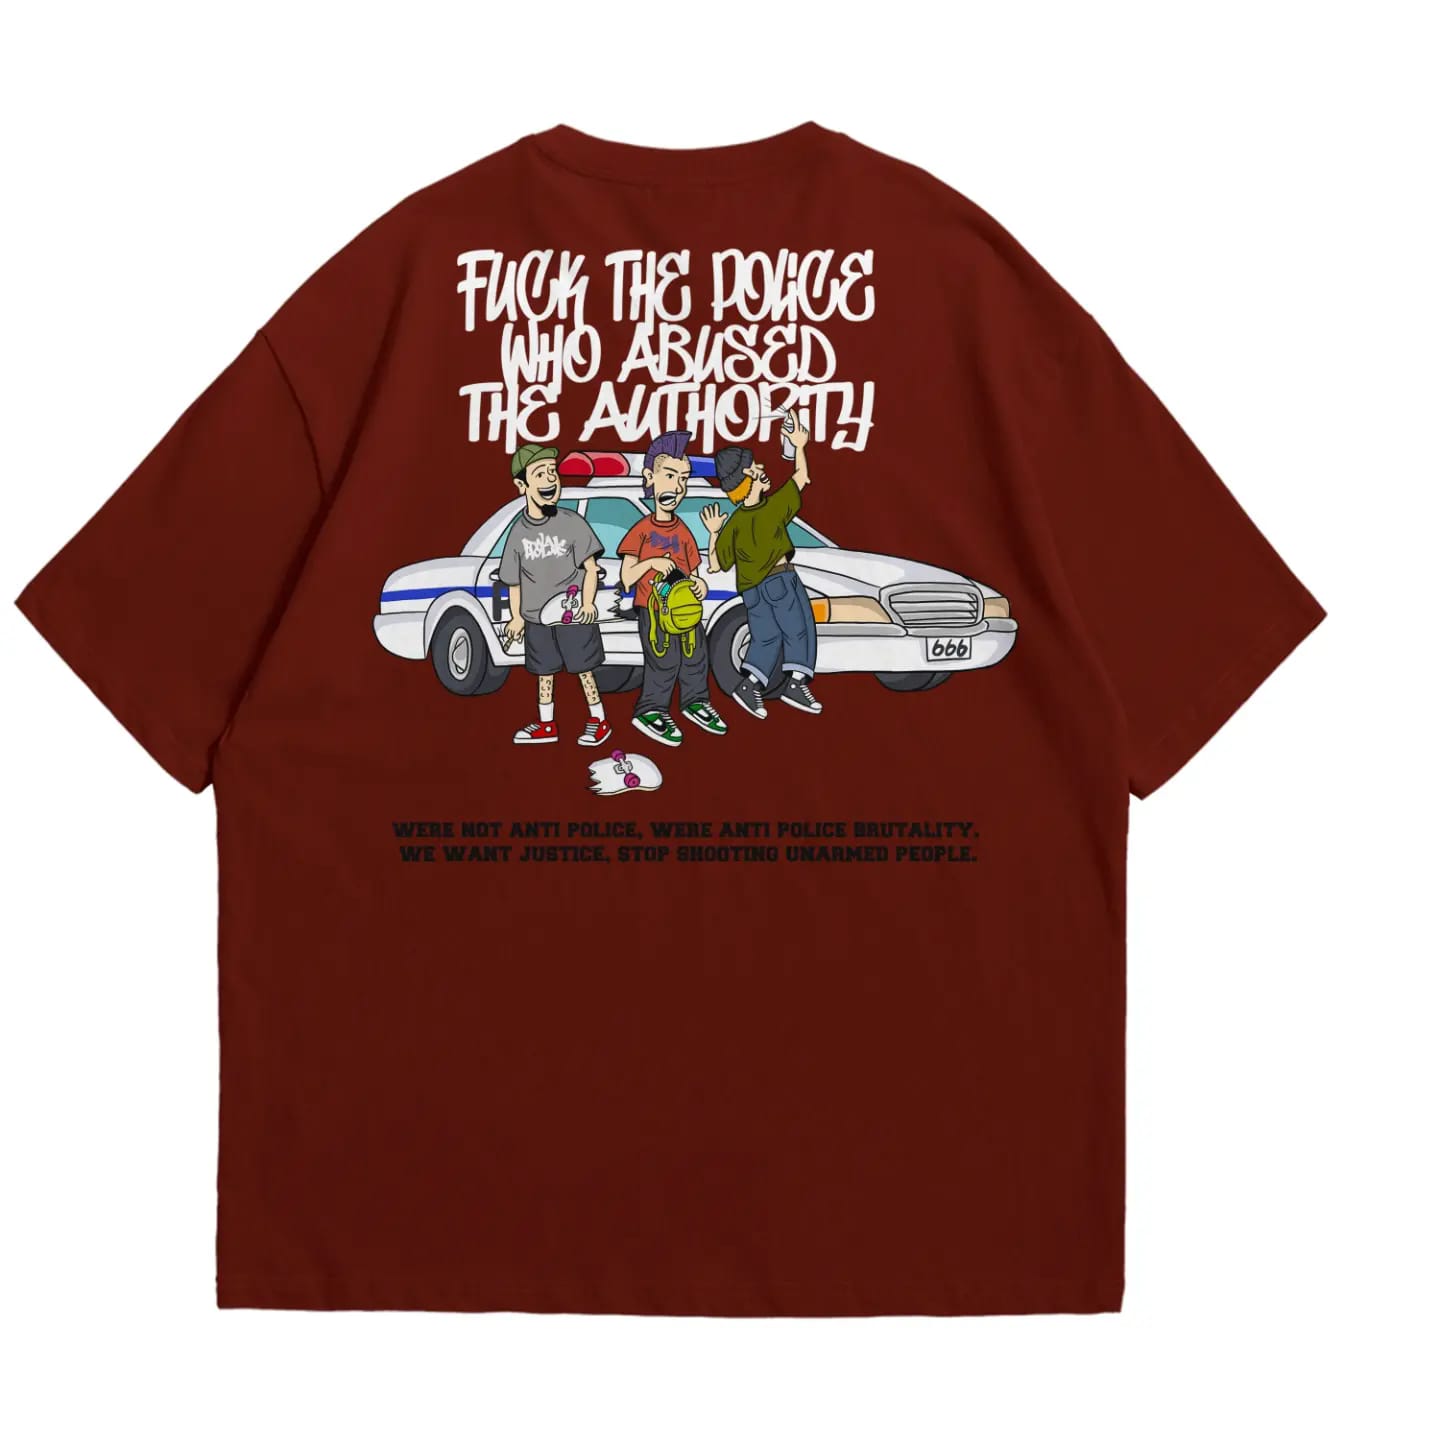 FUCK THE POLICE
WHO ABUSED
THE AUTHORITY
666
WERE NOT ANTI POLICE, WERE ANTI POLICE BRUTALITY.
WE WANT JUSTICE, STOP SHOOTING UNARMED PEOPLE.